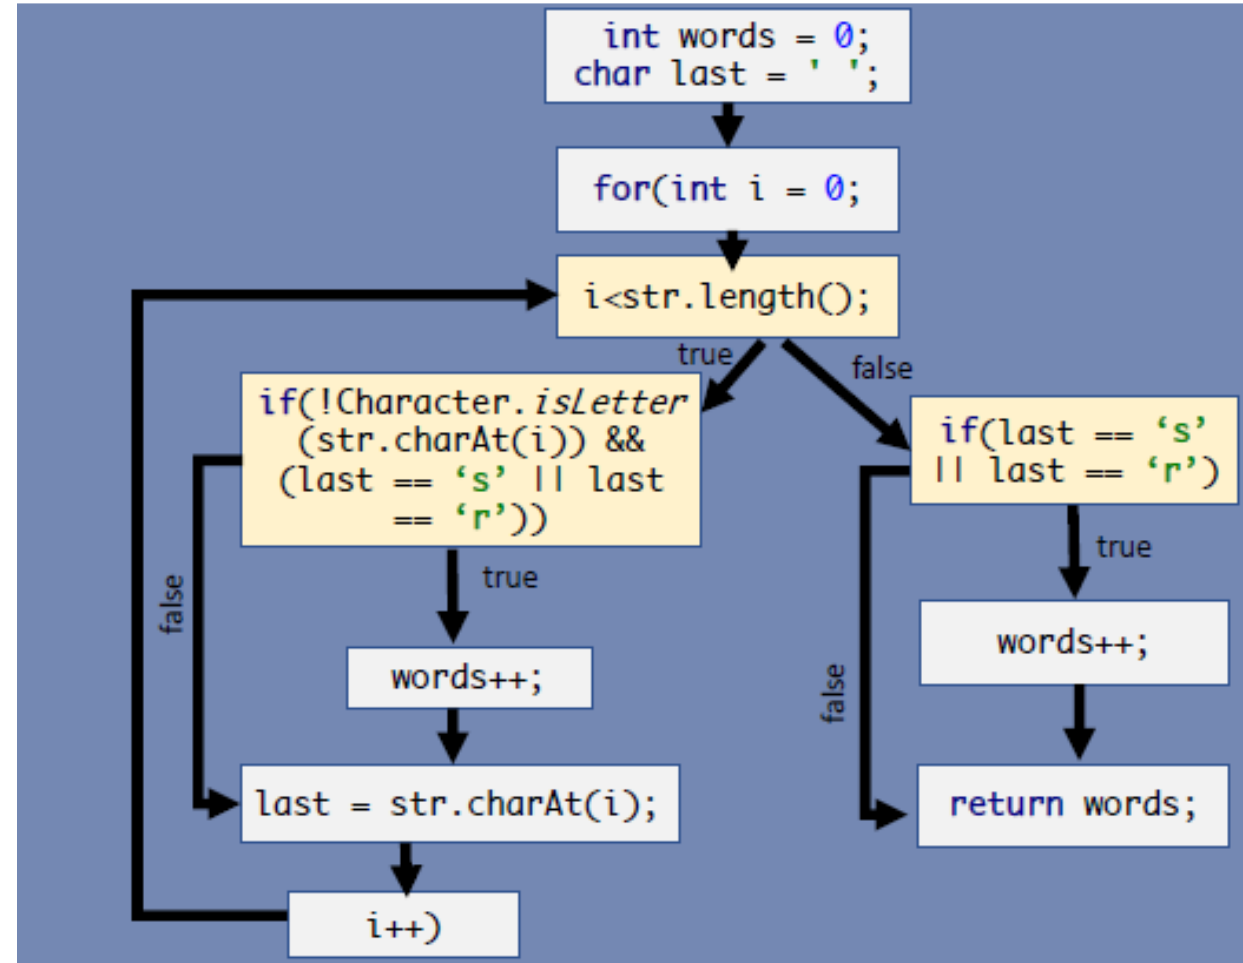 int words = 0;
char last = ' ';
for(int i = 0;
i<str.length();
true
false
if(!Character.isLetter
(str.charAt(i)) &&
(last == ‘s’ || last
== ‘r’))
if(last == ‘s’
|| last == ‘r’)
true
true
false
words++;
words++;
false
last = str.charAt(i);
return words;
i++)